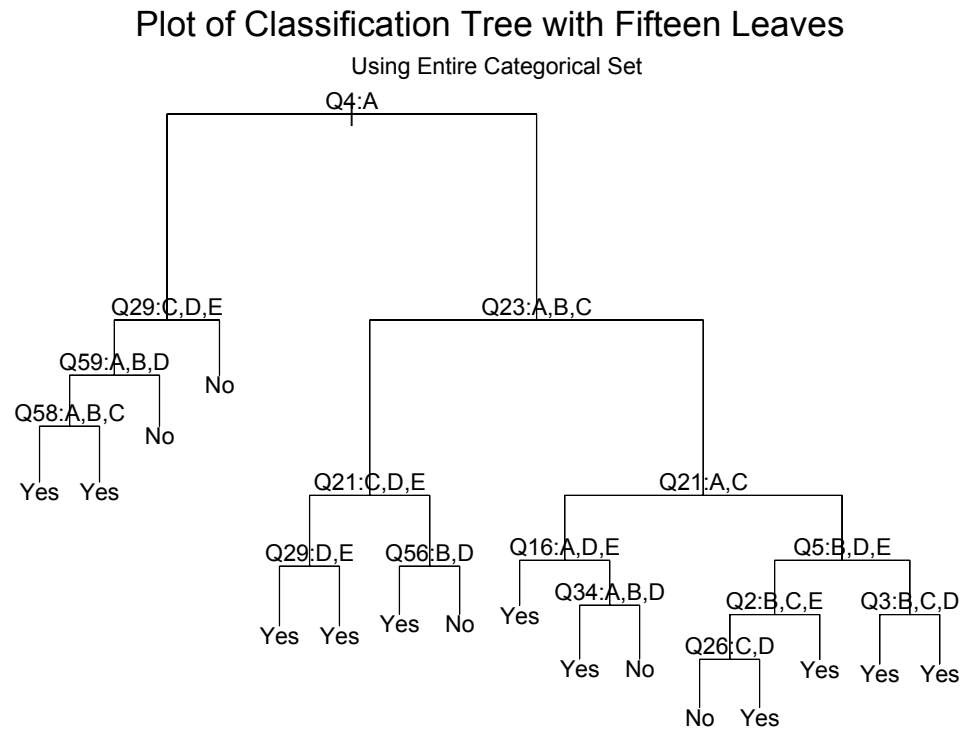 Plot of Classification Tree with Fifteen Leaves
Using Entire Categorical Set
Q4:A
Q29:C,D,E
Q23:A,B,C
Q59:A,B,D
No
Q58:A,B,C
No
Yes
Yes
Q21:C,D,E
Q21:A,C
Q29:D,E
Q56:B,D
Q16:A,D,E
Q5:B,D,E
Yes
Yes
Yes
No
Yes
Q34:A,B,D
Q2:B,C,E
Q3:B,C,D
Yes
No
Q26:C,D
Yes
Yes
Yes
No
Yes